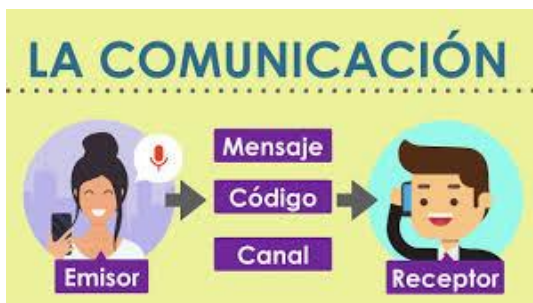 LA COMUNICACIÓN
Mensaje
Código
Canal
Emisor
Receptor